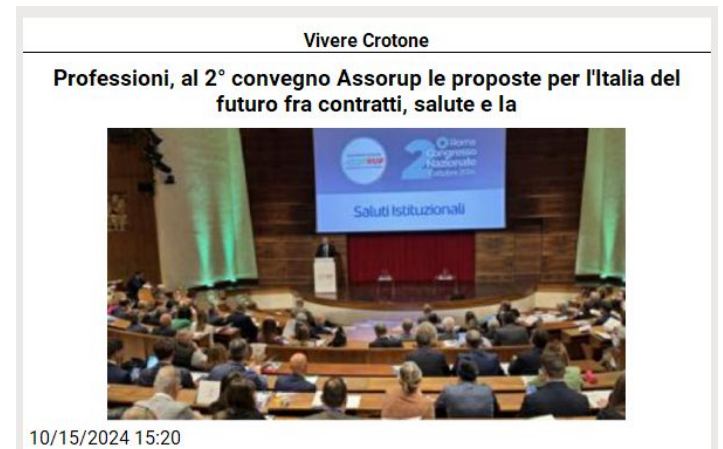 Vivere Crotone
Professioni, al 2° convegno Assorup le proposte per l'Italia del
futuro fra contratti, salute e la
RUP
2
Roma
Congresso
Nazionale
Saluti Istituzionali
10/15/2024 15:20